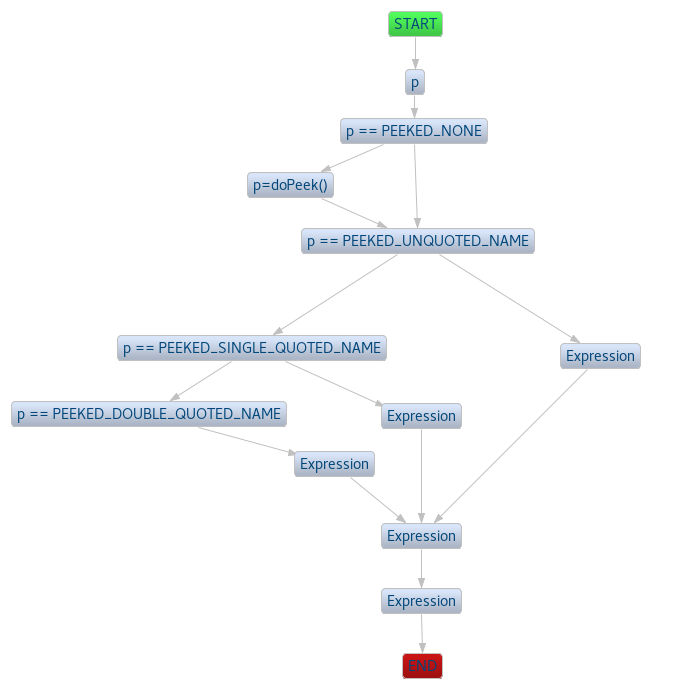 START
p
p == PEEKED_NONE
p=doPeek()
p == PEEKED_UNQUOTED_NAME
p == PEEKED_SINGLE_QUOTED_NAME
Expression
p == PEEKED_DOUBLE_QUOTED_NAME
Expression
Expression
Expression
Expression
END